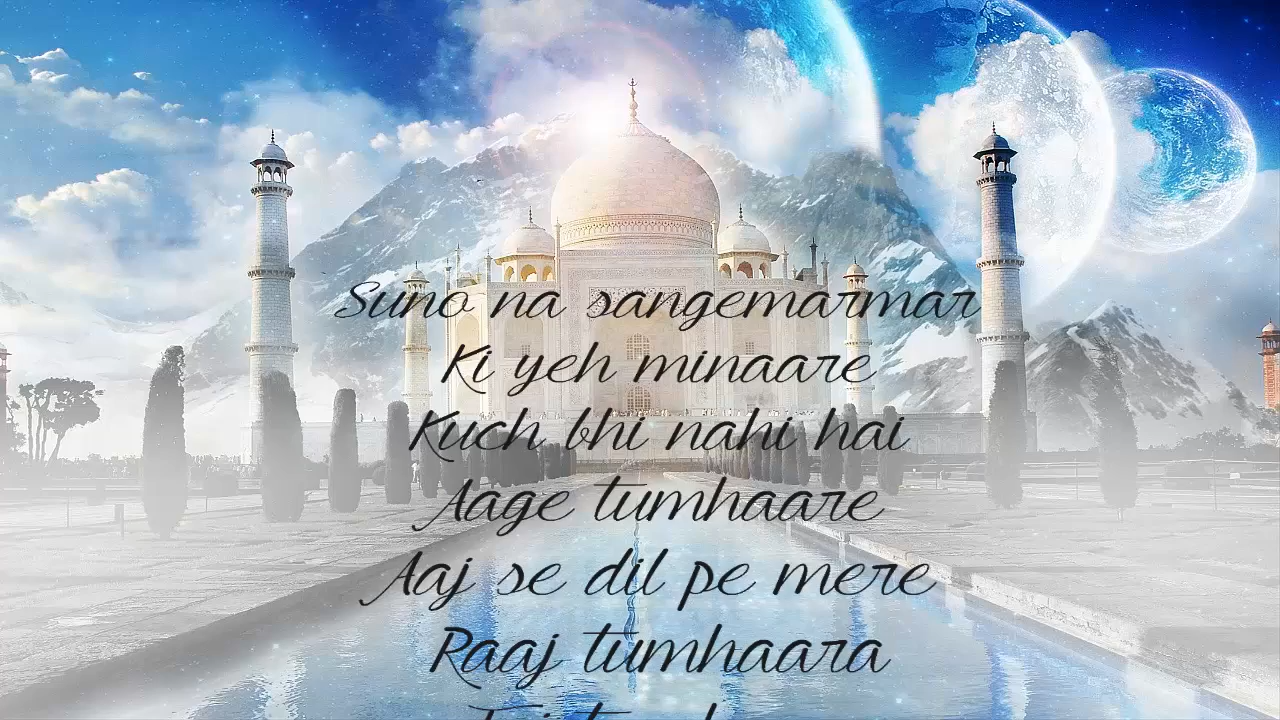 Suno na sangemarmar
Ki yeh minaare
Kuch bhi nahi hai
Aage tumhaare
Aaj se dil pe mere
Raaj tumhaara